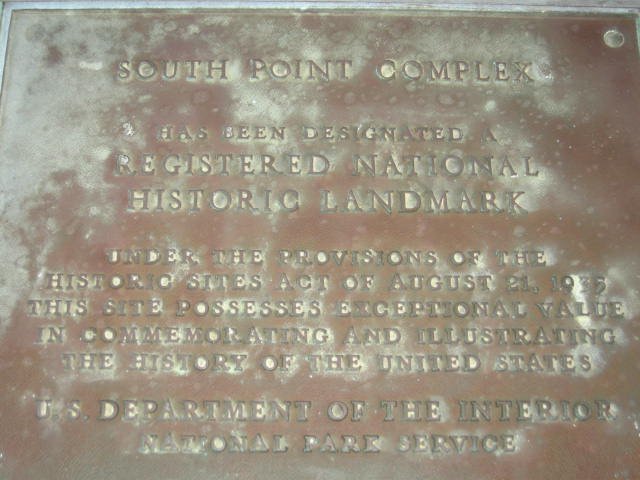 SOUTH POINT COMPLEX
HAS BEEN DESIGNATED A
REGISTERED NATIONAL
HISTORIC LANDMARK
UNDER THE PROVISIONS OF THE
HISTORIC SITES ACT OF AUGUST 21, 1935
THIS SITE POSSESSES EXCEPTIONAL VALUE
IN COMMEMORATING AND ILLUSTRATING
THE HISTORY OF THE UNITED STATES
U.S. DEPARTMENT OF THE INTERIOR
NATIONAL PARK SERVICE